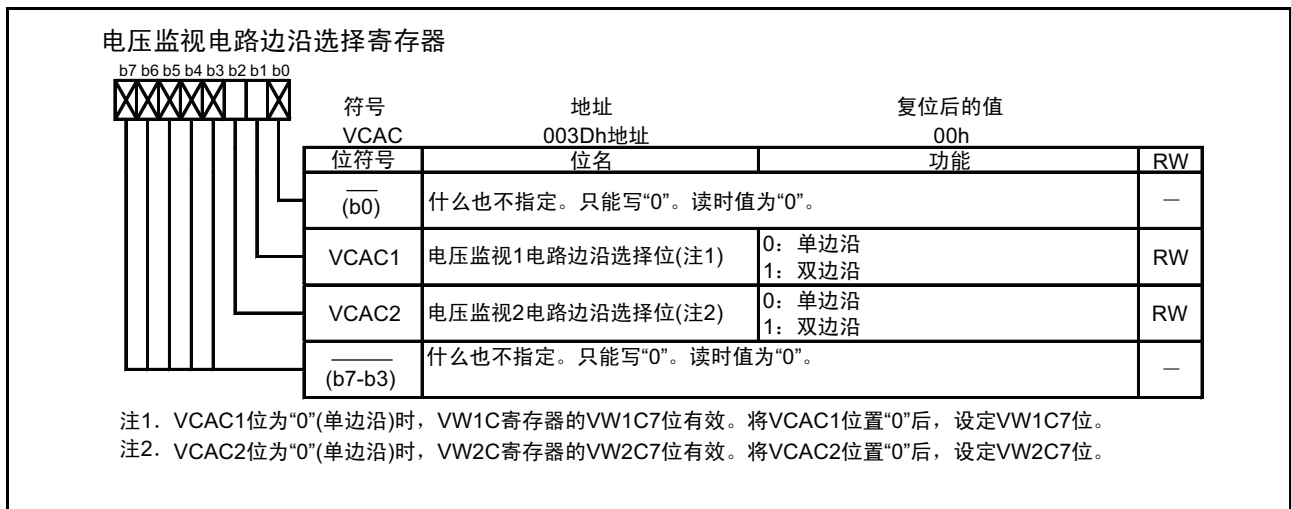 电压监视电路边沿选择寄存器
b7 b6 b5 b4 b3 b2 b1 b0
符号 地址 复位后的值
VCAC 003Dh地址 00h
位符号 位名 功能 RW
(b0) 什么也不指定。只能写“0”。读时值为“0”。 —
VCAC1 电压监视1电路边沿选择位(注1) 0：单边沿 RW
1：双边沿
VCAC2 电压监视2电路边沿选择位(注2) 0：单边沿 RW
1：双边沿
(b7-b3) 什么也不指定。只能写“0”。读时值为“0”。 —
注1. VCAC1位为“0”(单边沿)时，VW1C寄存器的VW1C7位有效。将VCAC1位置“0”后，设定VW1C7位。
注2. VCAC2位为“0”(单边沿)时，VW2C寄存器的VW2C7位有效。将VCAC2位置“0”后，设定VW2C7位。